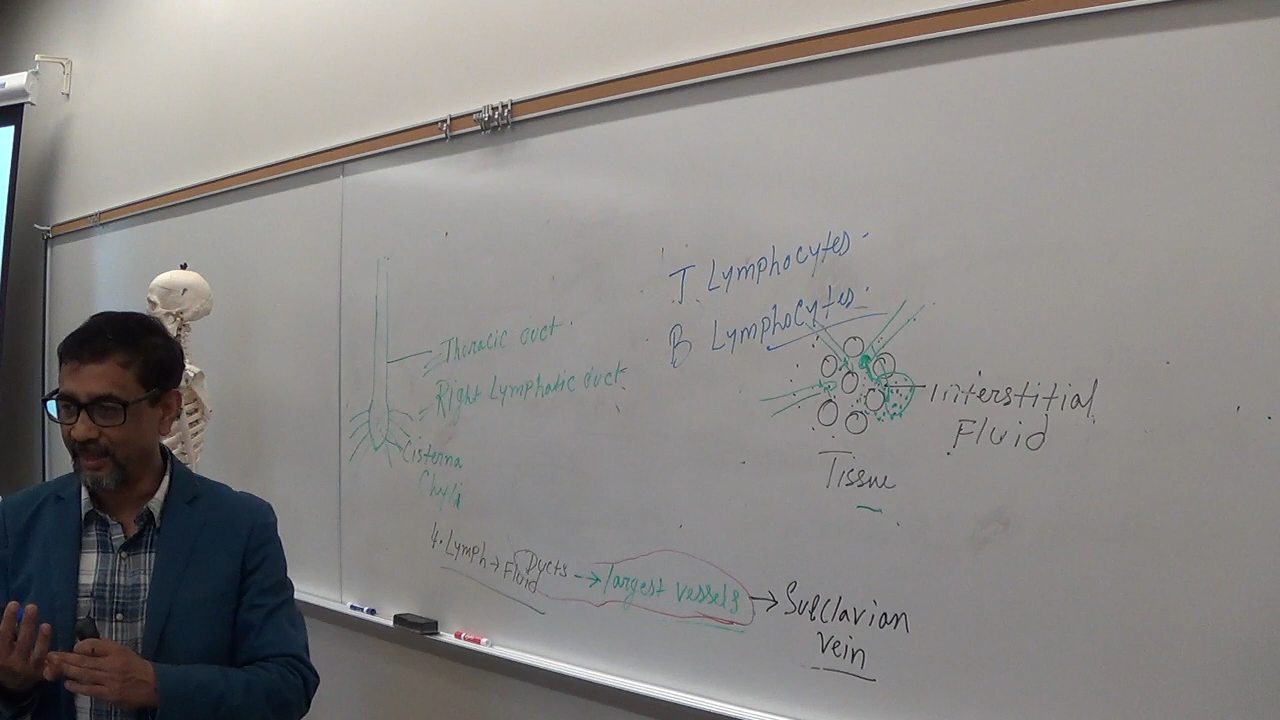 Thoracic duct.
Right Lymphatic duct
Cisterna
Chyli
T Lymphocytes
B Lymphocytes
Interstitial
Fluid
Tissue
4. Lymph → Fluid Ducts → largest vessels → Subclavian
vein